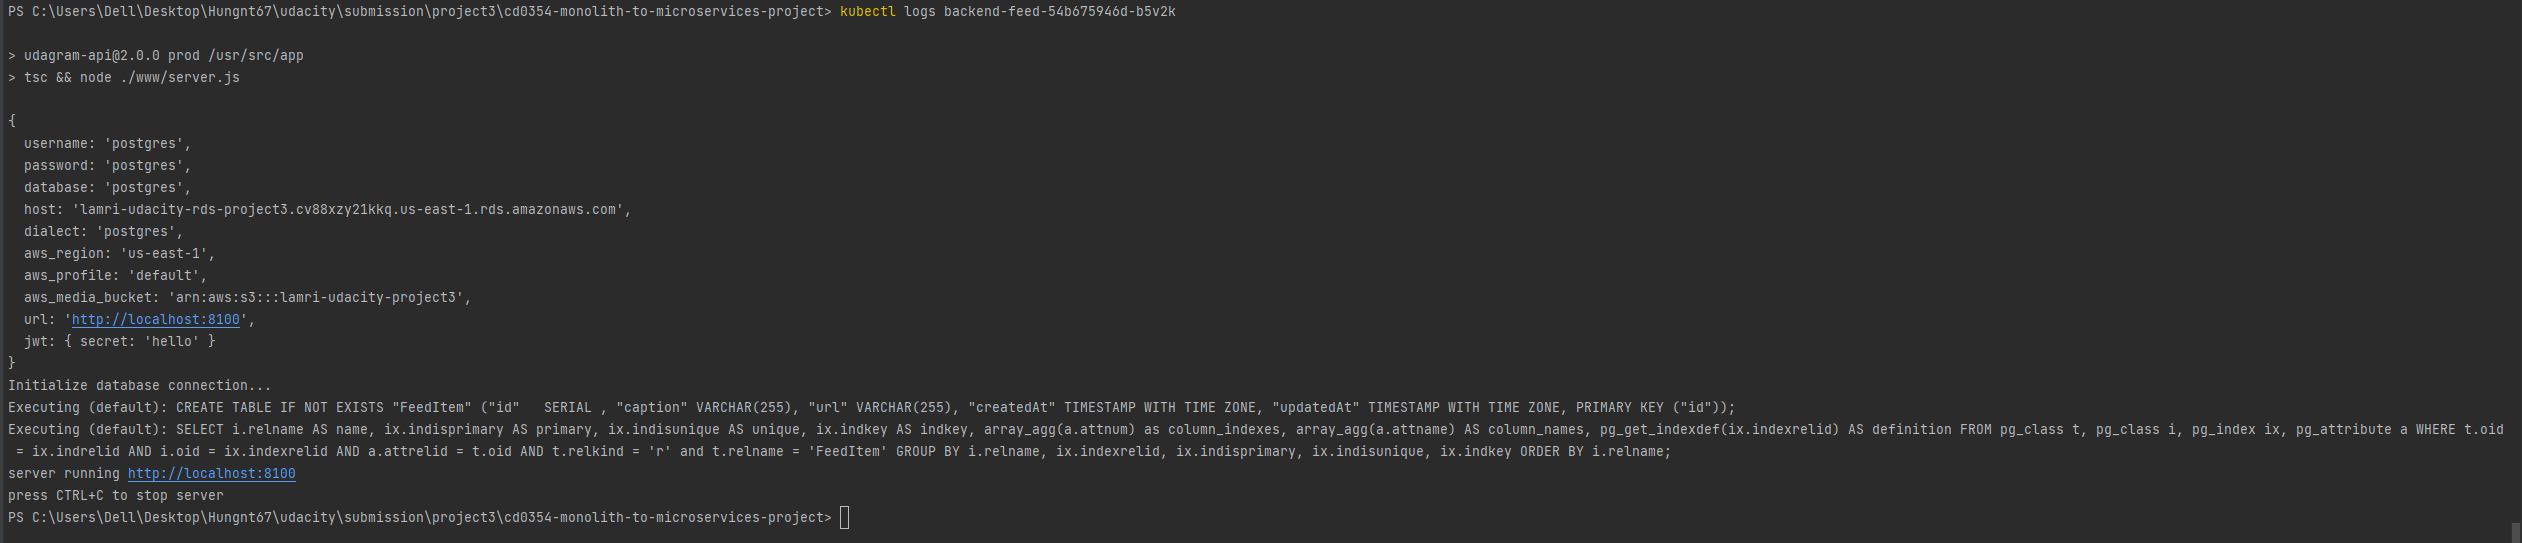 PS C:\Users\Dell\Desktop\Hungnt67\udacity\submission\project3\cd0354-monolith-to-microservices-project> kubectl logs backend-feed-54b675946d-b5v2k
> udagram-api@2.0.0 prod /usr/src/app
> tsc && node ./www/server.js
{
  username: 'postgres',
  password: 'postgres',
  database: 'postgres',
  host: 'lamri-udacity-rds-project3.cv88xzy21kkq.us-east-1.rds.amazonaws.com',
  dialect: 'postgres',
  aws_region: 'us-east-1',
  aws_profile: 'default',
  aws_media_bucket: 'arn:aws:s3:::lamri-udacity-project3',
  url: 'http://localhost:8100',
  jwt: { secret: 'hello' }
}
Initialize database connection...
Executing (default): CREATE TABLE IF NOT EXISTS "FeedItem" ("id"   SERIAL , "caption" VARCHAR(255), "url" VARCHAR(255), "createdAt" TIMESTAMP WITH TIME ZONE, "updatedAt" TIMESTAMP WITH TIME ZONE, PRIMARY KEY ("id"));
Executing (default): SELECT i.relname AS name, ix.indisprimary AS primary, ix.indisunique AS unique, ix.indkey AS indkey, array_agg(a.attnum) as column_indexes, array_agg(a.attname) AS column_names, pg_get_indexdef(ix.indexrelid) AS definition FROM pg_class t, pg_class i, pg_index ix, pg_attribute a WHERE t.oid
 = ix.indrelid AND i.oid = ix.indexrelid AND a.attrelid = t.oid AND t.relkind = 'r' and t.relname = 'FeedItem' GROUP BY i.relname, ix.indexrelid, ix.indisprimary, ix.indisunique, ix.indkey ORDER BY i.relname;
server running http://localhost:8100
press CTRL+C to stop server
PS C:\Users\Dell\Desktop\Hungnt67\udacity\submission\project3\cd0354-monolith-to-microservices-project>